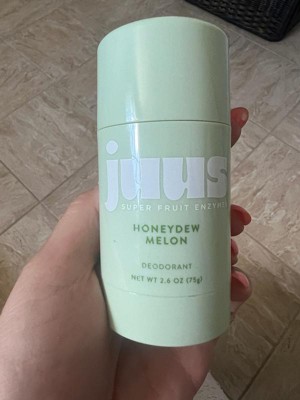 juus
SUPER FRUIT ENZYME
HONEYDEW
MELON
DEODORANT
NET WT 2.6 OZ (75g)